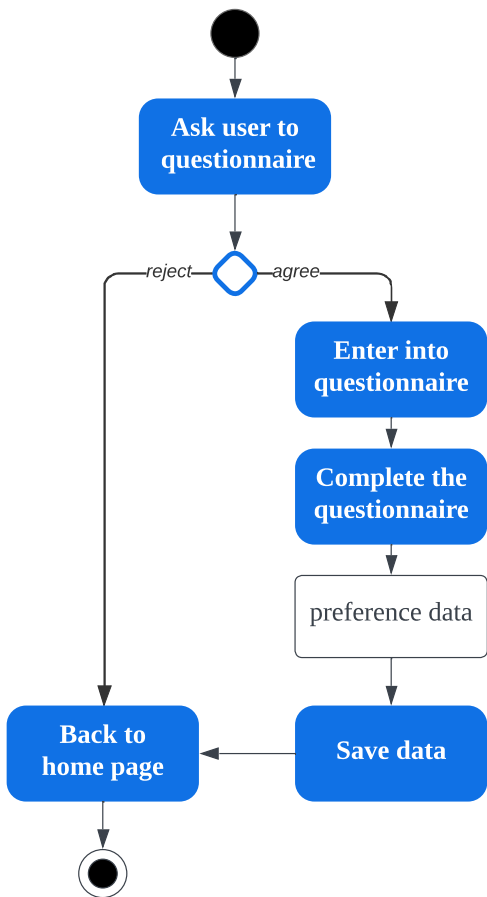 Ask user to
questionnaire
reject
agree
Enter into
questionnaire
Complete the
questionnaire
preference data
Back to
home page
Save data